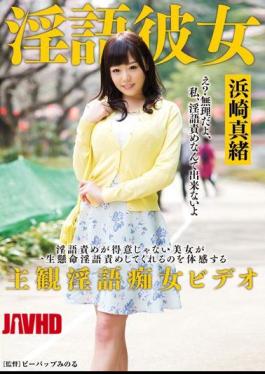 淫語彼女
浜崎真緒
え?無理だよ、
私、淫語責めなんて出来ないよ
淫語責めが得意じゃない美女が
一生懸命淫語責めしてくれるのを体感する
主観淫語痴女ビデオ
JAVHD
[監督]ビーバップみのる